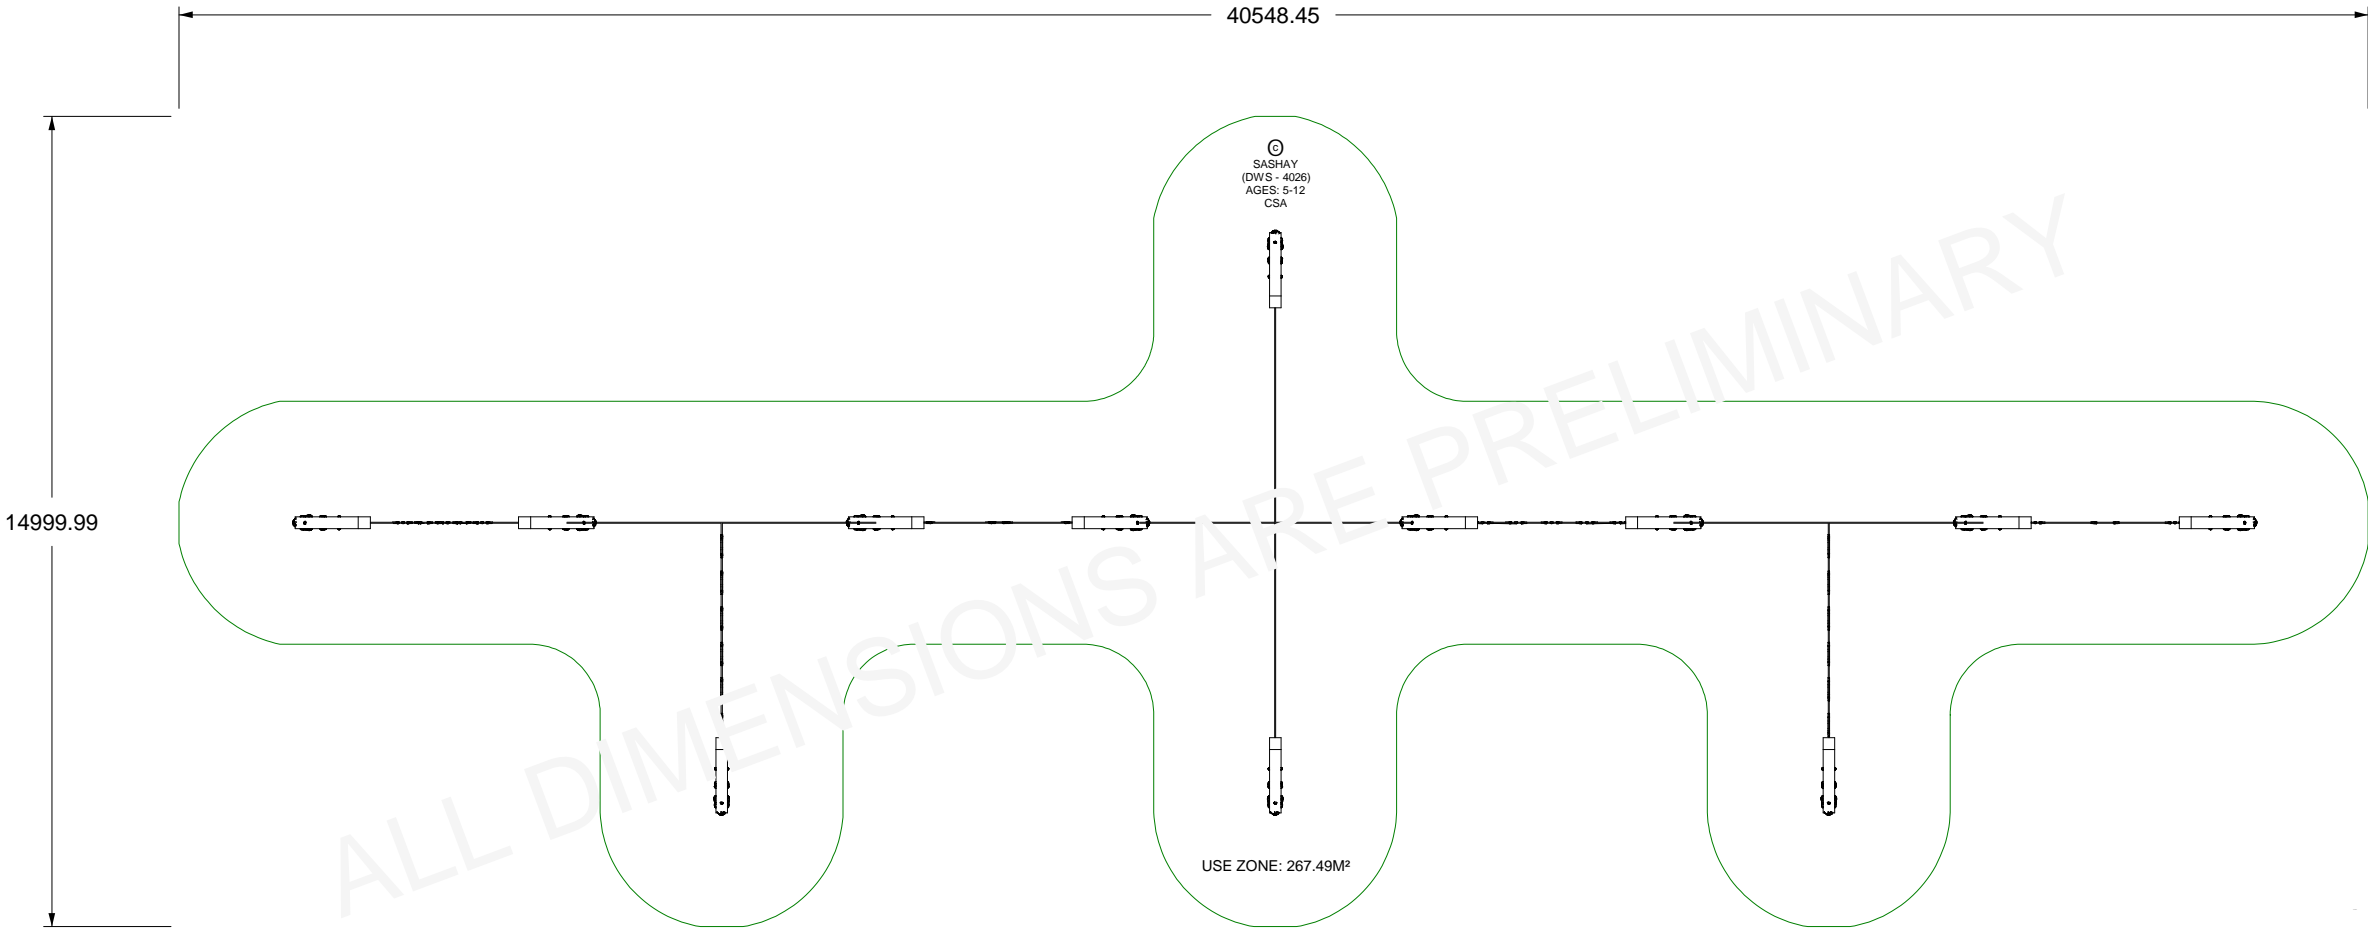 40548.45
©
SASHAY
(DWS - 4026)
AGES: 5-12
CSA
14999.99
ALL DIMENSIONS ARE PRELIMINARY
USE ZONE: 267.49M²